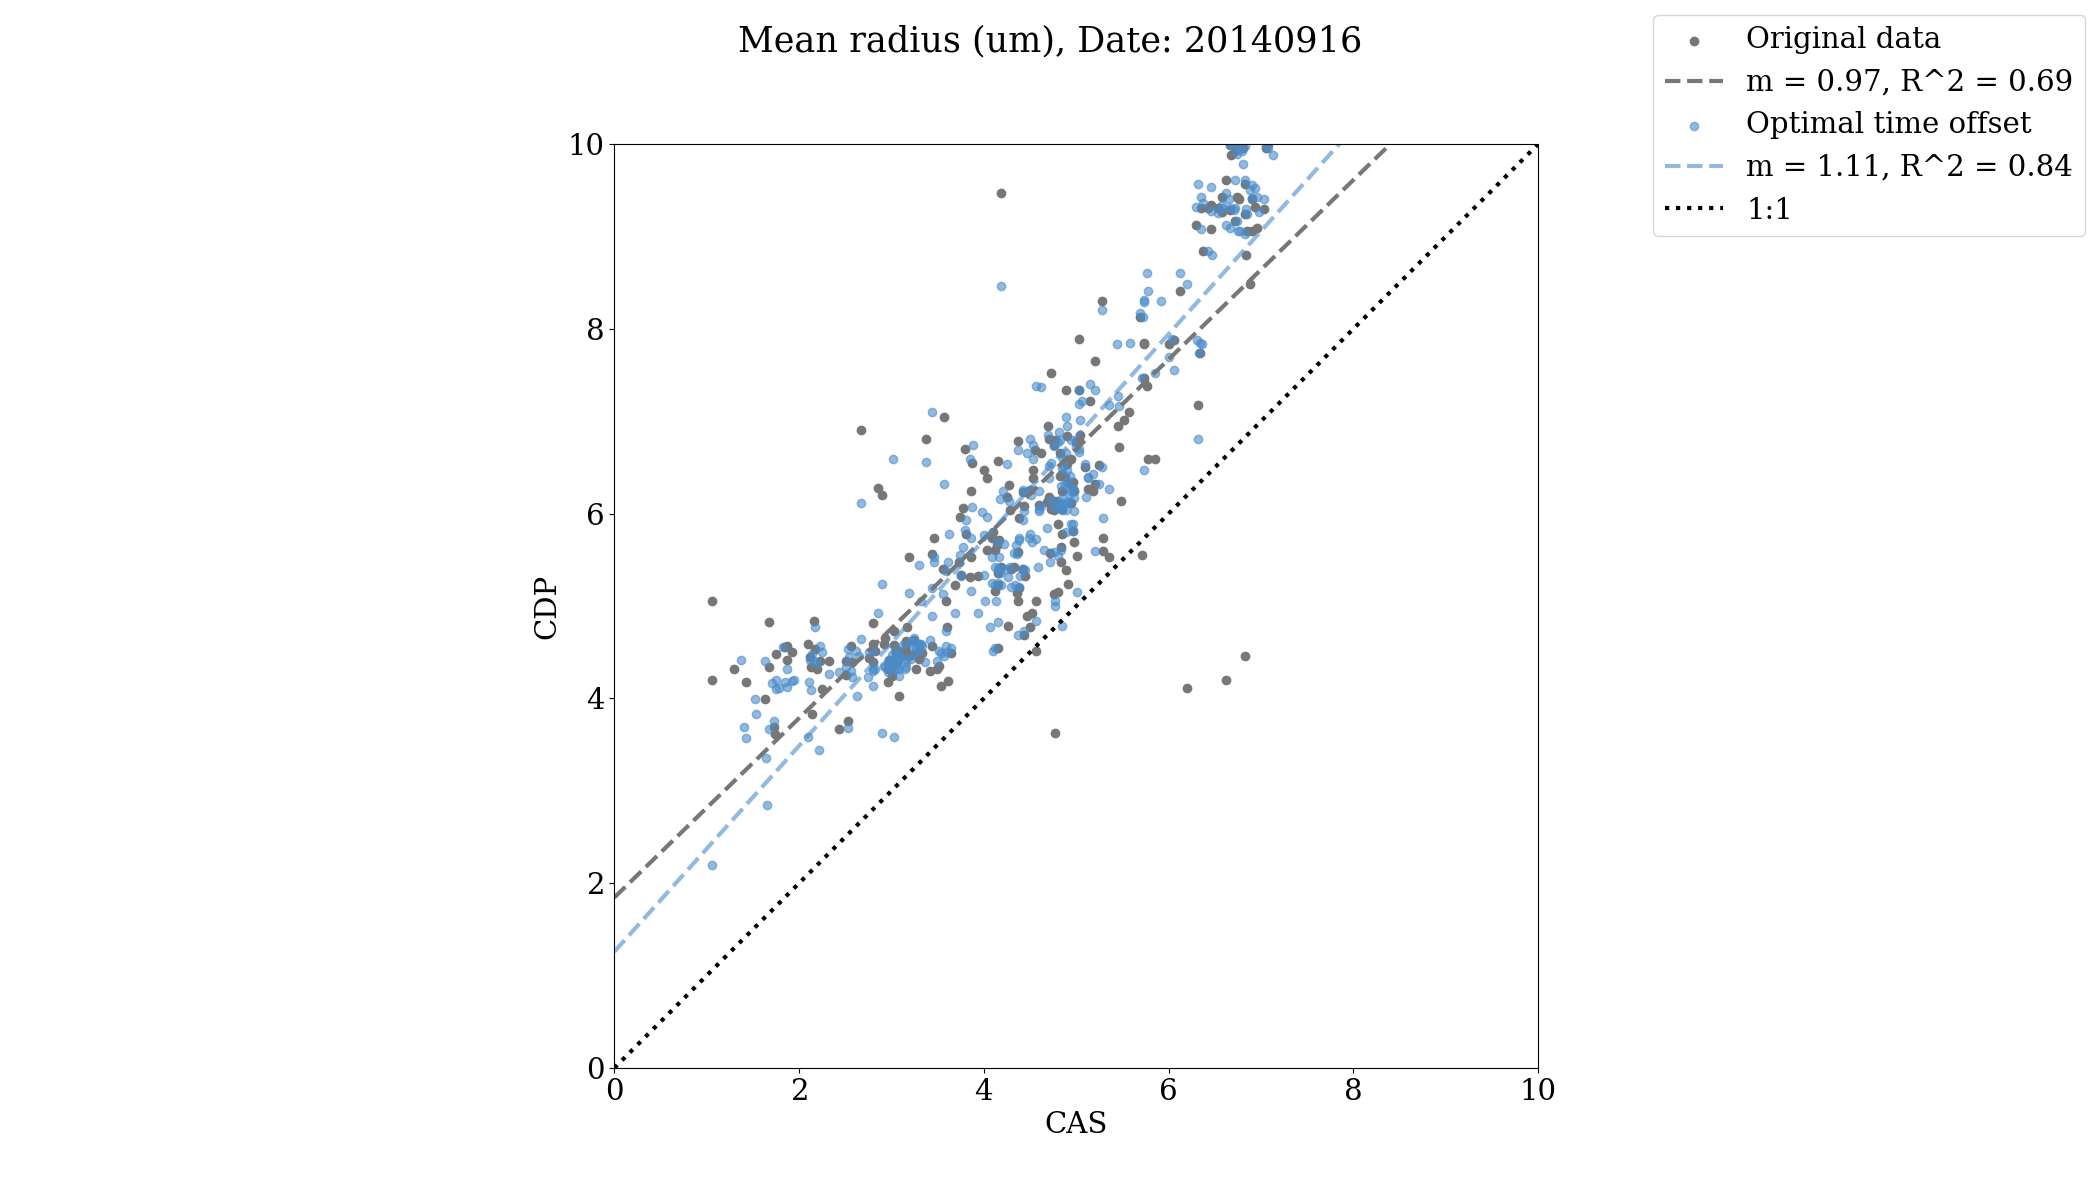 Mean radius (um), Date: 20140916
Original data
m = 0.97, R^2 = 0.69
Optimal time offset
m = 1.11, R^2 = 0.84
1:1
10
8
6
4
2
0
CDP
0 2 4 6 8 10
CAS